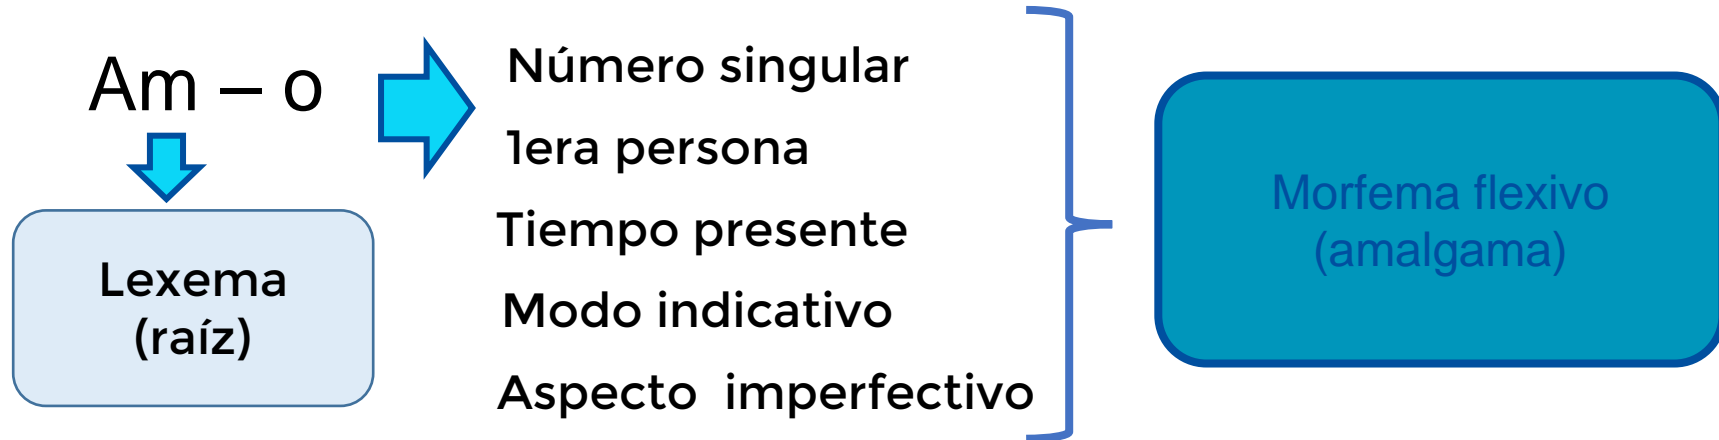 Am – o
Número singular
1era persona
Tiempo presente
Modo indicativo
Aspecto imperfectivo
Lexema
(raíz)
Morfema flexivo
(amalgama)